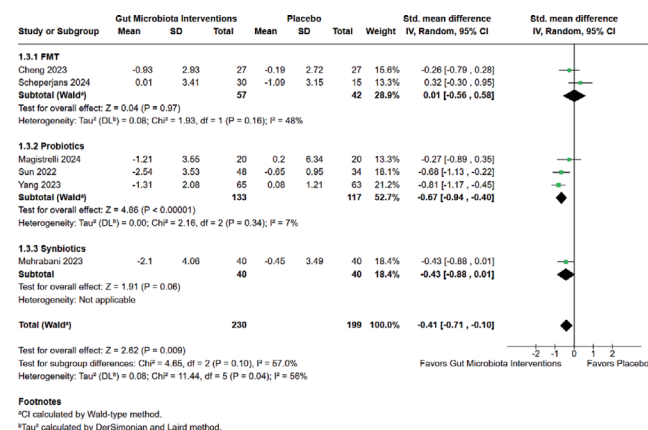 Gut Microbiota Interventions Placebo Std. mean difference Std. mean difference
Study or Subgroup Mean SD Total Mean SD Total Weight IV, Random, 95% CI IV, Random, 95% CI
1.3.1 FMT
Cheng 2023 -0.93 2.93 27 -0.19 2.72 27 15.6% -0.26 [-0.79 , 0.28]
Scheperjans 2024 0.01 3.41 30 -1.09 3.15 15 13.3% 0.32 [-0.30 , 0.95]
Subtotal (Waldᵃ) 57 42 28.9% 0.01 [-0.56 , 0.58]
Test for overall effect: Z = 0.04 (P = 0.97)
Heterogeneity: Tau² (DLᵇ) = 0.08; Chi² = 1.93, df = 1 (P = 0.16); I² = 48%
1.3.2 Probiotics
Magistrelli 2024 -1.21 3.55 20 0.2 6.34 20 13.3% -0.27 [-0.89 , 0.35]
Sun 2022 -2.54 3.53 48 -0.65 0.95 34 18.1% -0.68 [-1.13 , -0.22]
Yang 2023 -1.31 2.08 65 0.08 1.21 63 21.2% -0.81 [-1.17 , -0.45]
Subtotal (Waldᵃ) 133 117 52.7% -0.67 [-0.94 , -0.40]
Test for overall effect: Z = 4.86 (P < 0.00001)
Heterogeneity: Tau² (DLᵇ) = 0.00; Chi² = 2.16, df = 2 (P = 0.34); I² = 7%
1.3.3 Synbiotics
Mehrabani 2023 -2.1 4.06 40 -0.45 3.49 40 18.4% -0.43 [-0.88 , 0.01]
Subtotal 40 40 18.4% -0.43 [-0.88 , 0.01]
Test for overall effect: Z = 1.91 (P = 0.06)
Heterogeneity: Not applicable
Total (Waldᵃ) 230 199 100.0% -0.41 [-0.71 , -0.10]
Test for overall effect: Z = 2.62 (P = 0.009)
-2 -1 0 1 2
Test for subgroup differences: Chi² = 4.65, df = 2 (P = 0.10), I² = 57.0%
Favors Gut Microbiota Interventions Favors Placebo
Heterogeneity: Tau² (DLᵇ) = 0.08; Chi² = 11.44, df = 5 (P = 0.04); I² = 56%
Footnotes
ᵃCI calculated by Wald-type method.
ᵇTau² calculated by DerSimonian and Laird method.